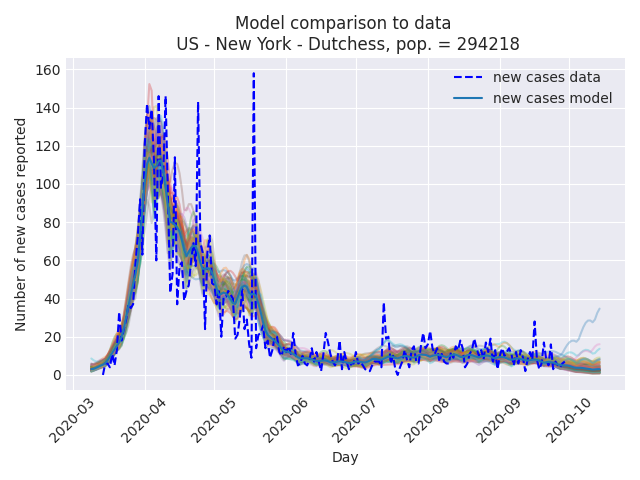 Model comparison to data
US - New York - Dutchess, pop. = 294218
new cases data
new cases model
Number of new cases reported
160
140
120
100
80
60
40
20
0
2020-03
2020-04
2020-05
2020-06
2020-07
2020-08
2020-09
2020-10
Day